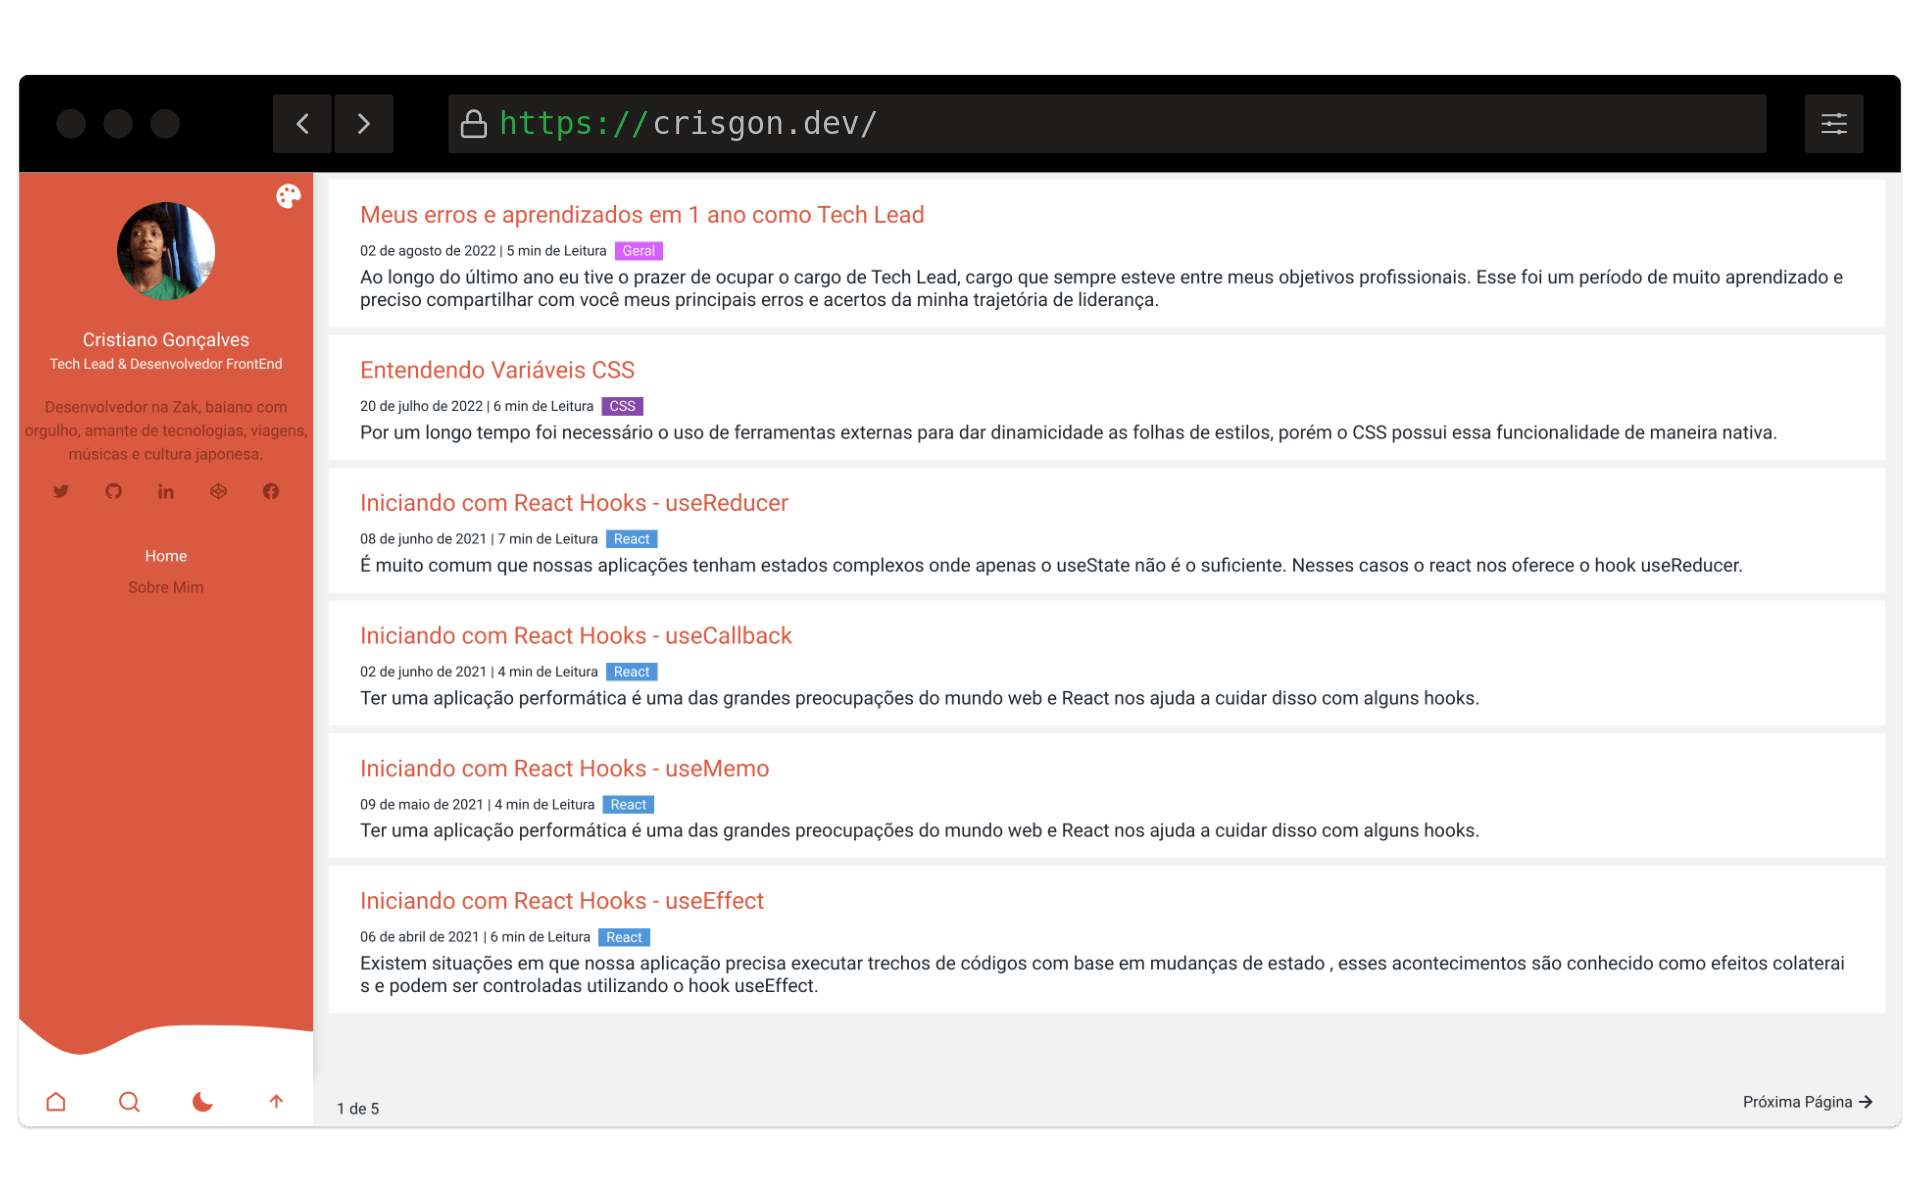 https://crisgon.dev/
Cristiano Gonçalves
Tech Lead & Desenvolvedor FrontEnd
Desenvolvedor na Zak, baiano com
orgulho, amante de tecnologias, viagens,
músicas e cultura japonesa.
Home
Sobre Mim
Meus erros e aprendizados em 1 ano como Tech Lead
02 de agosto de 2022 | 5 min de Leitura Geral
Ao longo do último ano eu tive o prazer de ocupar o cargo de Tech Lead, cargo que sempre esteve entre meus objetivos profissionais. Esse foi um período de muito aprendizado e
preciso compartilhar com você meus principais erros e acertos da minha trajetória de liderança.
Entendendo Variáveis CSS
20 de julho de 2022 | 6 min de Leitura CSS
Por um longo tempo foi necessário o uso de ferramentas externas para dar dinamicidade as folhas de estilos, porém o CSS possui essa funcionalidade de maneira nativa.
Iniciando com React Hooks - useReducer
08 de junho de 2021 | 7 min de Leitura React
É muito comum que nossas aplicações tenham estados complexos onde apenas o useState não é o suficiente. Nesses casos o react nos oferece o hook useReducer.
Iniciando com React Hooks - useCallback
02 de junho de 2021 | 4 min de Leitura React
Ter uma aplicação performática é uma das grandes preocupações do mundo web e React nos ajuda a cuidar disso com alguns hooks.
Iniciando com React Hooks - useMemo
09 de maio de 2021 | 4 min de Leitura React
Ter uma aplicação performática é uma das grandes preocupações do mundo web e React nos ajuda a cuidar disso com alguns hooks.
Iniciando com React Hooks - useEffect
06 de abril de 2021 | 6 min de Leitura React
Existem situações em que nossa aplicação precisa executar trechos de códigos com base em mudanças de estado , esses acontecimentos são conhecido como efeitos colaterai
s e podem ser controladas utilizando o hook useEffect.
1 de 5
Próxima Página →